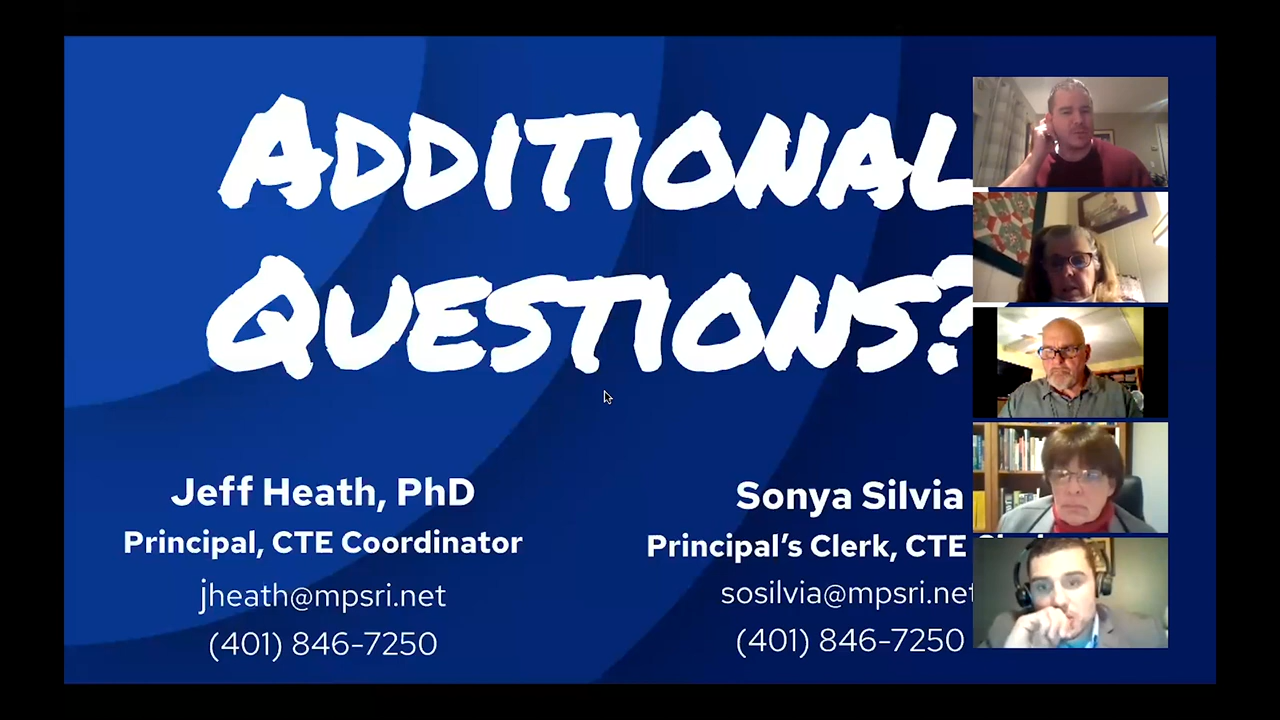 ADDITIONAL
QUESTIONS?
Jeff Heath, PhD
Principal, CTE Coordinator
jheath@mpsri.net
(401) 846-7250
Sonya Silvia
Principal's Clerk, CTE
sosilvia@mpsri.net
(401) 846-7250